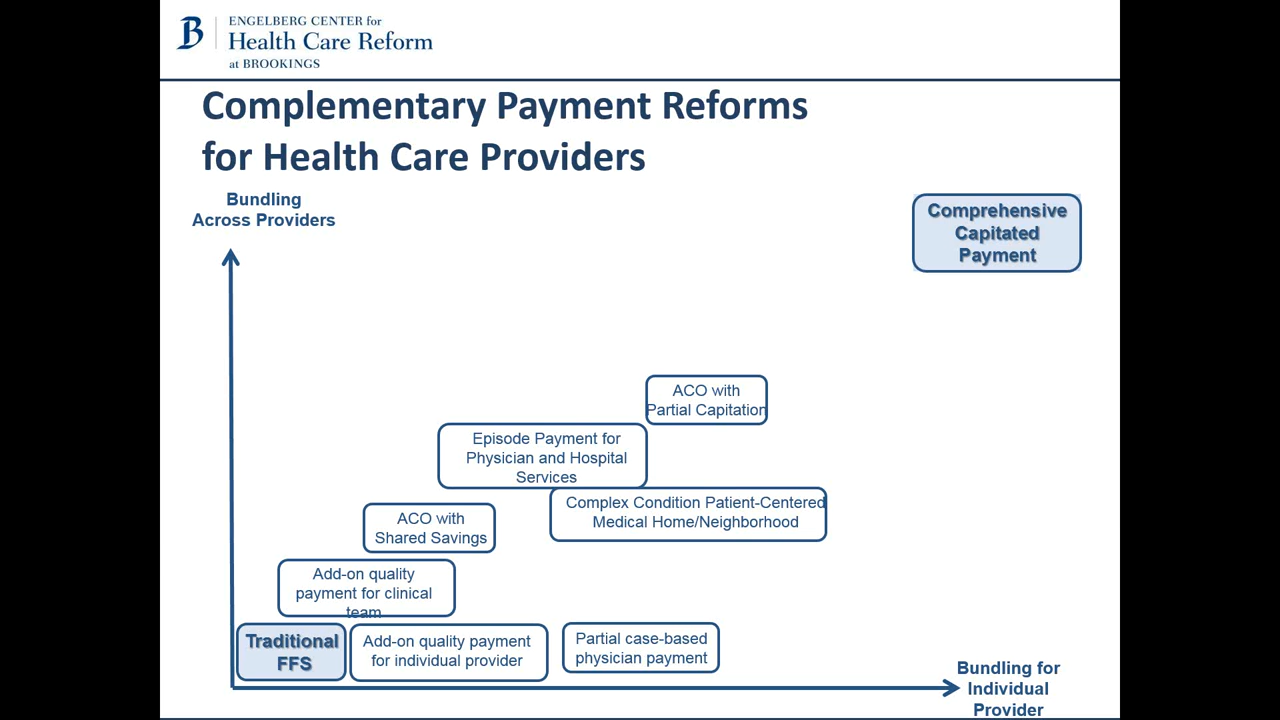 B
ENGELBERG CENTER for
Health Care Reform
at BROOKINGS
Complementary Payment Reforms
for Health Care Providers
Bundling
Across Providers
Comprehensive
Capitated
Payment
ACO with
Partial Capitation
Episode Payment for
Physician and Hospital
Services
Complex Condition Patient-Centered
Medical Home/Neighborhood
ACO with
Shared Savings
Add-on quality
payment for clinical
team
Traditional
FFS
Add-on quality payment
for individual provider
Partial case-based
physician payment
Bundling for
Individual
Provider